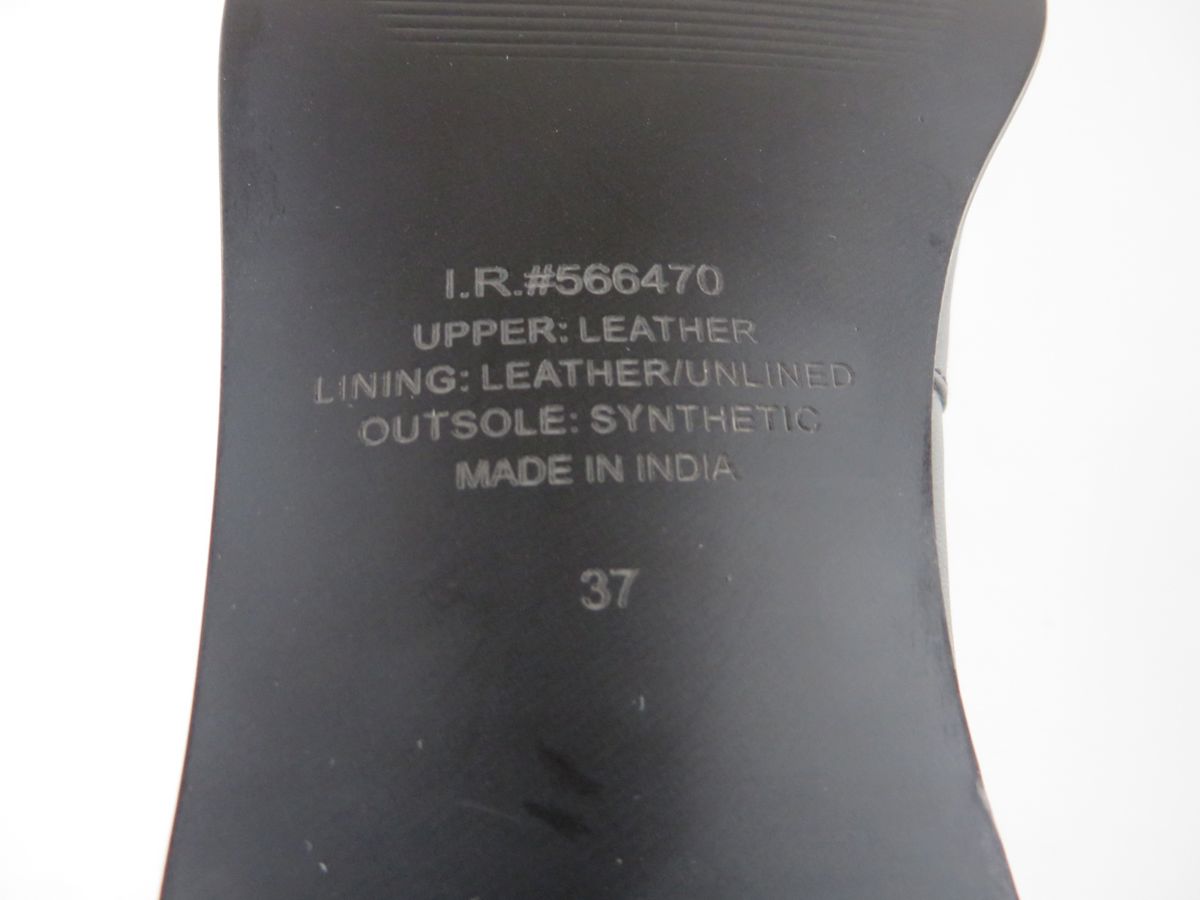 I.R.#566470
UPPER: LEATHER
LINING: LEATHER/UNLINED
OUTSOLE: SYNTHETIC
MADE IN INDIA
37